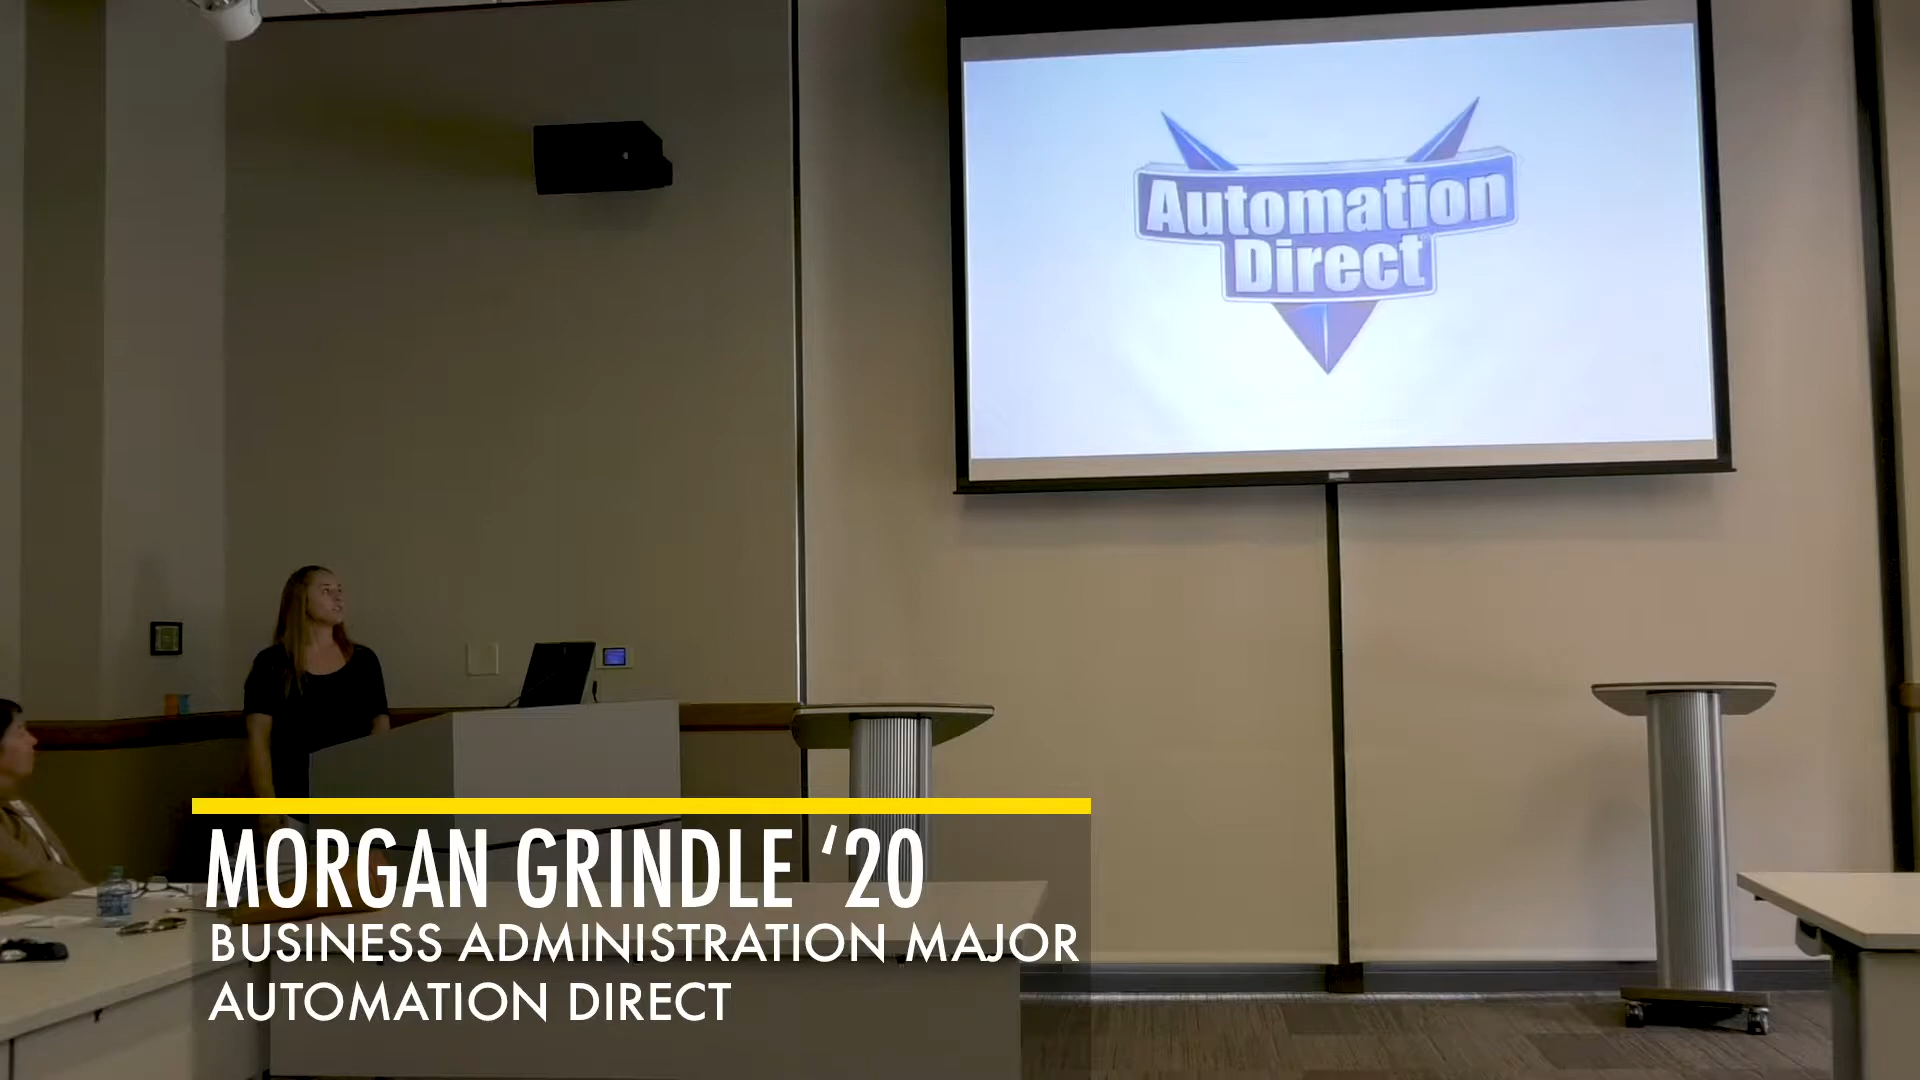 Automation
Direct
MORGAN GRINDLE ‘20
BUSINESS ADMINISTRATION MAJOR
AUTOMATION DIRECT